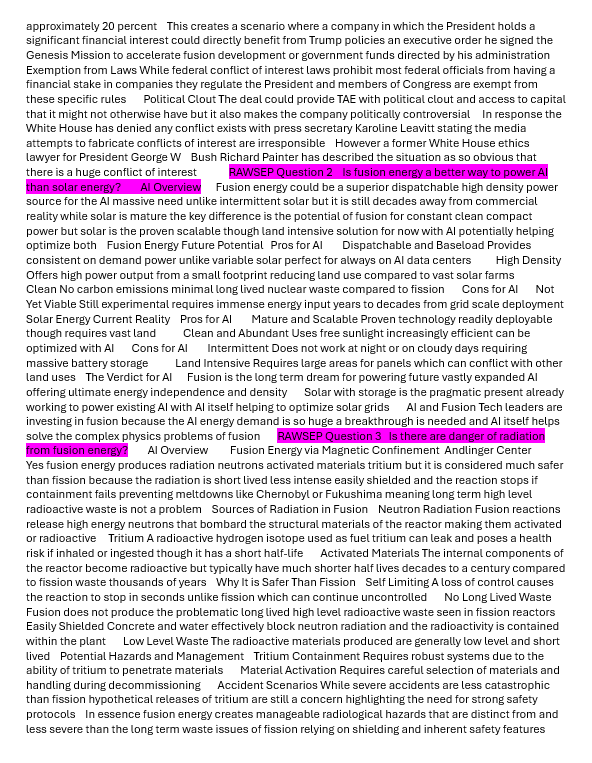 approximately 20 percent   This creates a scenario where a company in which the President holds a
significant financial interest could directly benefit from Trump policies an executive order he signed the
Genesis Mission to accelerate fusion development or government funds directed by his administration
Exemption from Laws While federal conflict of interest laws prohibit most federal officials from having a
financial stake in companies they regulate the President and members of Congress are exempt from
these specific rules     Political Clout The deal could provide TAE with political clout and access to capital
that it might not otherwise have but it also makes the company politically controversial    In response the
White House has denied any conflict exists with press secretary Karoline Leavitt stating the media
attempts to fabricate conflicts of interest are irresponsible   However a former White House ethics
lawyer for President George W   Bush Richard Painter has described the situation as so obvious that
there is a huge conflict of interest         RAWSEP Question 2   Is fusion energy a better way to power AI
than solar energy?      AI Overview     Fusion energy could be a superior dispatchable high density power
source for the AI massive need unlike intermittent solar but it is still decades away from commercial
reality while solar is mature the key difference is the potential of fusion for constant clean compact
power but solar is the proven scalable though land intensive solution for now with AI potentially helping
optimize both   Fusion Energy Future Potential  Pros for AI      Dispatchable and Baseload Provides
consistent on demand power unlike variable solar perfect for always on AI data centers       High Density
Offers high power output from a small footprint reducing land use compared to vast solar farms
Clean No carbon emissions minimal long lived nuclear waste compared to fission     Cons for AI     Not
Yet Viable Still experimental requires immense energy input years to decades from grid scale deployment
Solar Energy Current Reality   Pros for AI      Mature and Scalable Proven technology readily deployable
though requires vast land        Clean and Abundant Uses free sunlight increasingly efficient can be
optimized with AI     Cons for AI      Intermittent Does not work at night or on cloudy days requiring
massive battery storage        Land Intensive Requires large areas for panels which can conflict with other
land uses   The Verdict for AI     Fusion is the long term dream for powering future vastly expanded AI
offering ultimate energy independence and density     Solar with storage is the pragmatic present already
working to power existing AI with AI itself helping to optimize solar grids     AI and Fusion Tech leaders are
investing in fusion because the AI energy demand is so huge a breakthrough is needed and AI itself helps
solve the complex physics problems of fusion     RAWSEP Question 3   Is there are danger of radiation
from fusion energy?      AI Overview      Fusion Energy via Magnetic Confinement  Andlinger Center
Yes fusion energy produces radiation neutrons activated materials tritium but it is considered much safer
than fission because the radiation is short lived less intense easily shielded and the reaction stops if
containment fails preventing meltdowns like Chernobyl or Fukushima meaning long term high level
radioactive waste is not a problem   Sources of Radiation in Fusion   Neutron Radiation Fusion reactions
release high energy neutrons that bombard the structural materials of the reactor making them activated
or radioactive    Tritium A radioactive hydrogen isotope used as fuel tritium can leak and poses a health
risk if inhaled or ingested though it has a short half-life     Activated Materials The internal components of
the reactor become radioactive but typically have much shorter half lives decades to a century compared
to fission waste thousands of years   Why It is Safer Than Fission   Self Limiting A loss of control causes
the reaction to stop in seconds unlike fission which can continue uncontrolled      No Long Lived Waste
Fusion does not produce the problematic long lived high level radioactive waste seen in fission reactors
Easily Shielded Concrete and water effectively block neutron radiation and the radioactivity is contained
within the plant     Low Level Waste The radioactive materials produced are generally low level and short
lived   Potential Hazards and Management   Tritium Containment Requires robust systems due to the
ability of tritium to penetrate materials      Material Activation Requires careful selection of materials and
handling during decommissioning     Accident Scenarios While severe accidents are less catastrophic
than fission hypothetical releases of tritium are still a concern highlighting the need for strong safety
protocols   In essence fusion energy creates manageable radiological hazards that are distinct from and
less severe than the long term waste issues of fission relying on shielding and inherent safety features